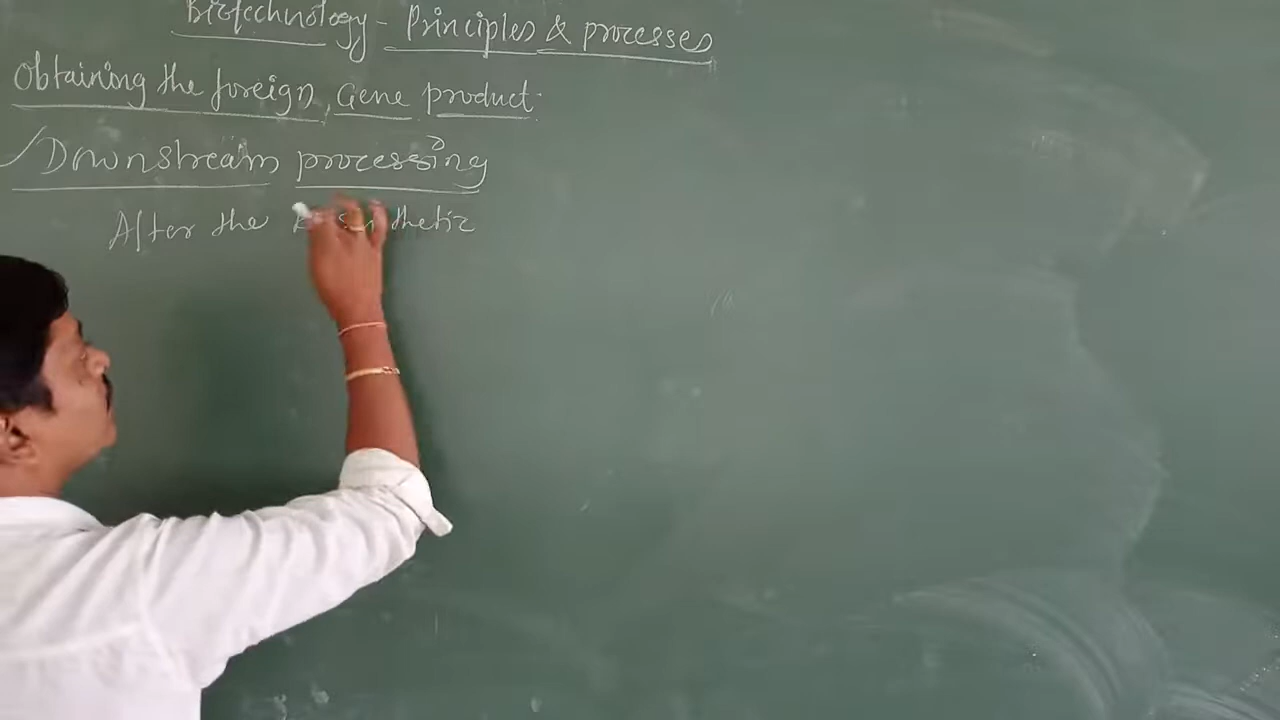 Biotechnology - Principles & processes
Obtaining the foreign, Gene product.
Downstream processing
After the